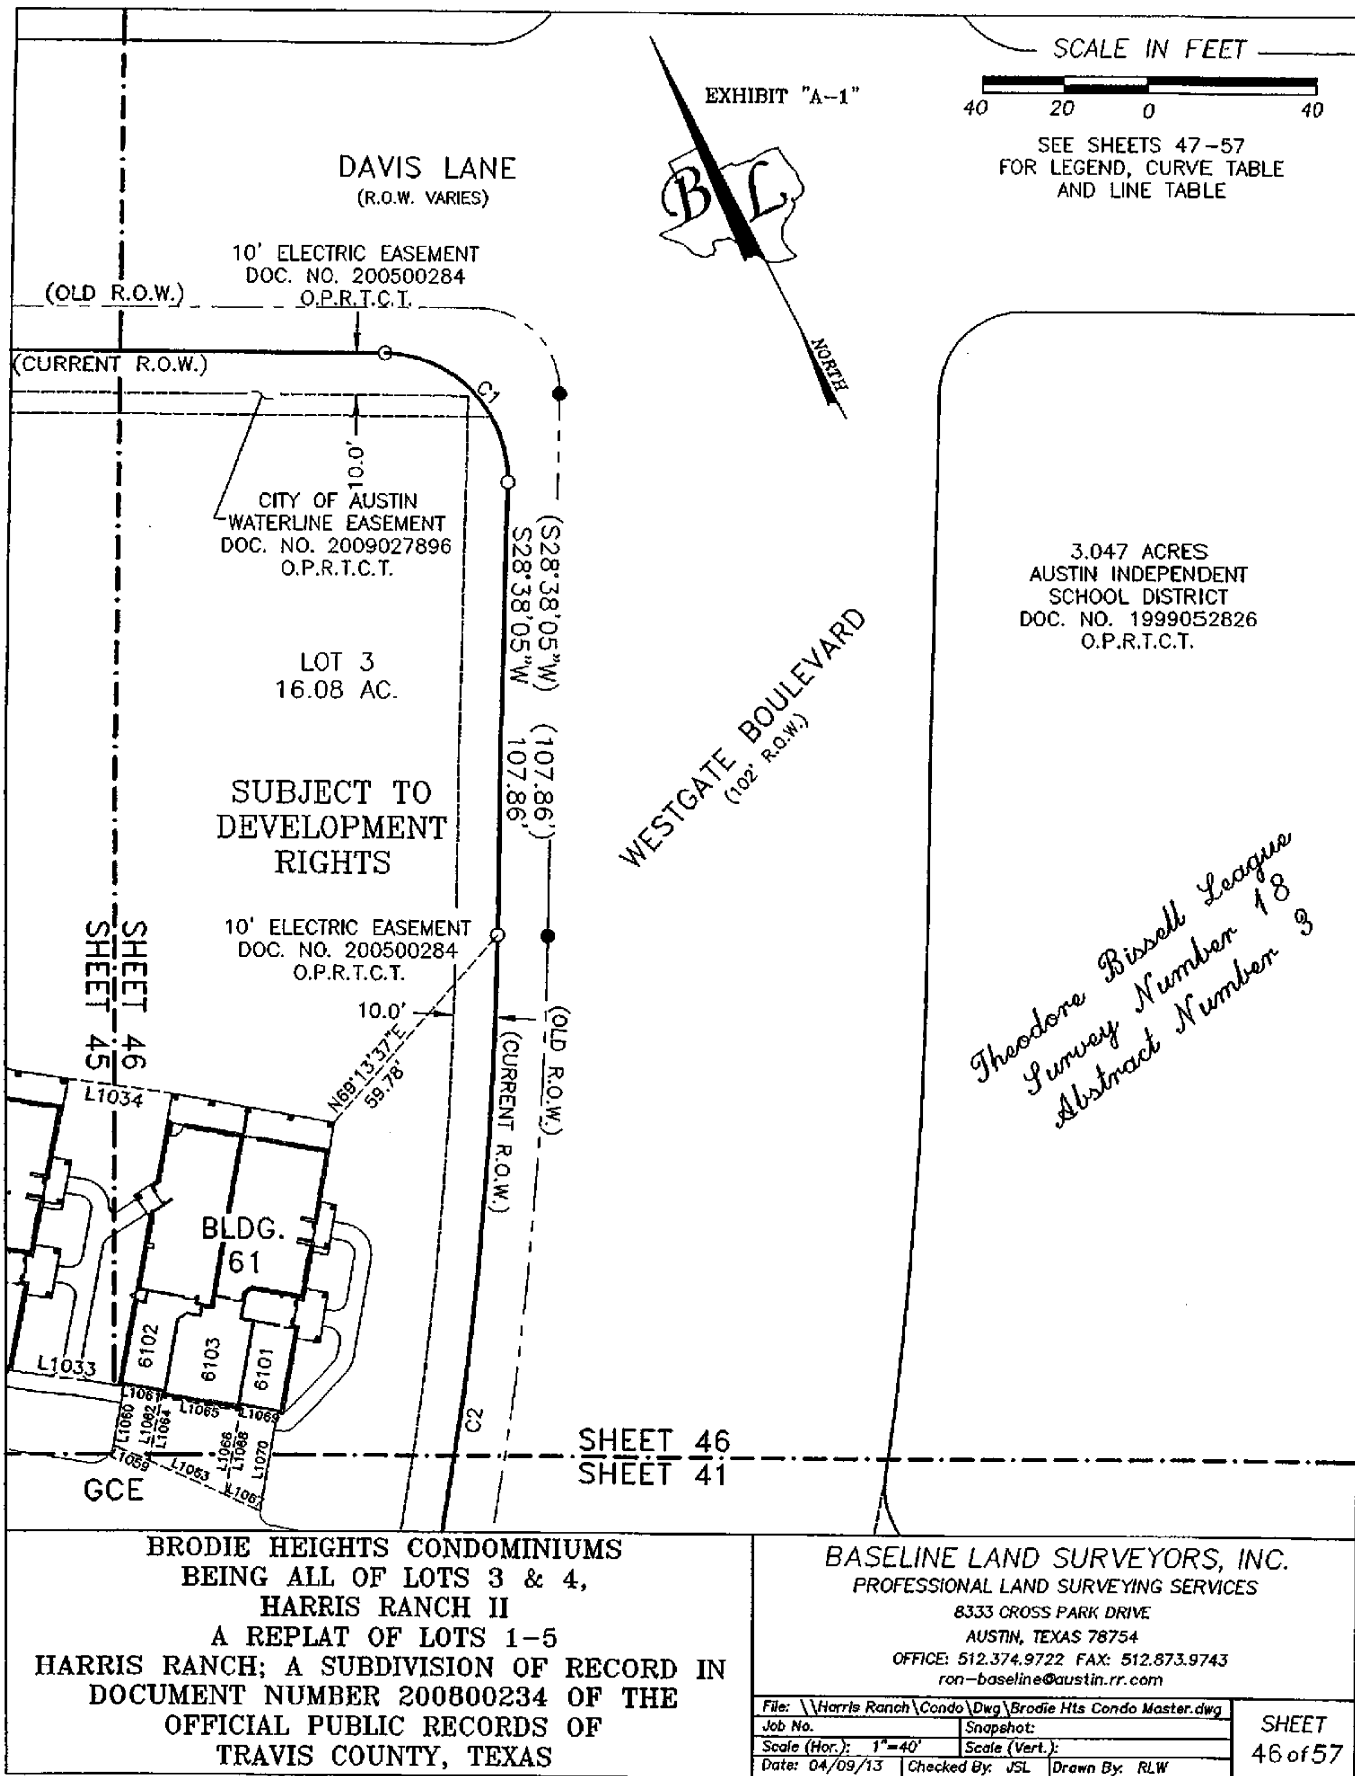 SCALE IN FEET
40 20 0 40
SEE SHEETS 47-57
FOR LEGEND, CURVE TABLE
AND LINE TABLE
EXHIBIT "A-1"
B L
NORTH
DAVIS LANE
(R.O.W. VARIES)
10' ELECTRIC EASEMENT
DOC. NO. 200500284
O.P.R.T.C.T.
(OLD R.O.W.)
(CURRENT R.O.W.)
C1
10.0'
CITY OF AUSTIN
WATERLINE EASEMENT
DOC. NO. 2009027896
O.P.R.T.C.T.
(S28°38'05"W) (107.86')
S28°38'05"W 107.86'
3.047 ACRES
AUSTIN INDEPENDENT
SCHOOL DISTRICT
DOC. NO. 1999052826
O.P.R.T.C.T.
LOT 3
16.08 AC.
WESTGATE BOULEVARD
(102' R.O.W.)
SUBJECT TO
DEVELOPMENT
RIGHTS
Theodore Bissell League
Survey Number 18
Abstract Number 3
10' ELECTRIC EASEMENT
DOC. NO. 200500284
O.P.R.T.C.T.
SHEET 46
SHEET 45
10.0'
(OLD R.O.W.)
(CURRENT R.O.W.)
N69°13'37"E
59.78'
L1034
BLDG.
61
6102
6103
6101
L1033
L1061
L1065
L1069
L1060
L1062
L1064
L1066
L1068
L1070
L1059
L1063
L1067
GCE
C2
SHEET 46
SHEET 41
BRODIE HEIGHTS CONDOMINIUMS
BEING ALL OF LOTS 3 & 4,
HARRIS RANCH II
A REPLAT OF LOTS 1-5
HARRIS RANCH; A SUBDIVISION OF RECORD IN
DOCUMENT NUMBER 200800234 OF THE
OFFICIAL PUBLIC RECORDS OF
TRAVIS COUNTY, TEXAS
BASELINE LAND SURVEYORS, INC.
PROFESSIONAL LAND SURVEYING SERVICES
8333 CROSS PARK DRIVE
AUSTIN, TEXAS 78754
OFFICE: 512.374.9722 FAX: 512.873.9743
ron-baseline@austin.rr.com
File: \\Harris Ranch\Condo\Dwg\Brodie Hts Condo Master.dwg
Job No. Snapshot:
Scale (Hor.): 1"=40' Scale (Vert.):
Date: 04/09/13 Checked By: JSL Drawn By: RLW
SHEET
46 of 57